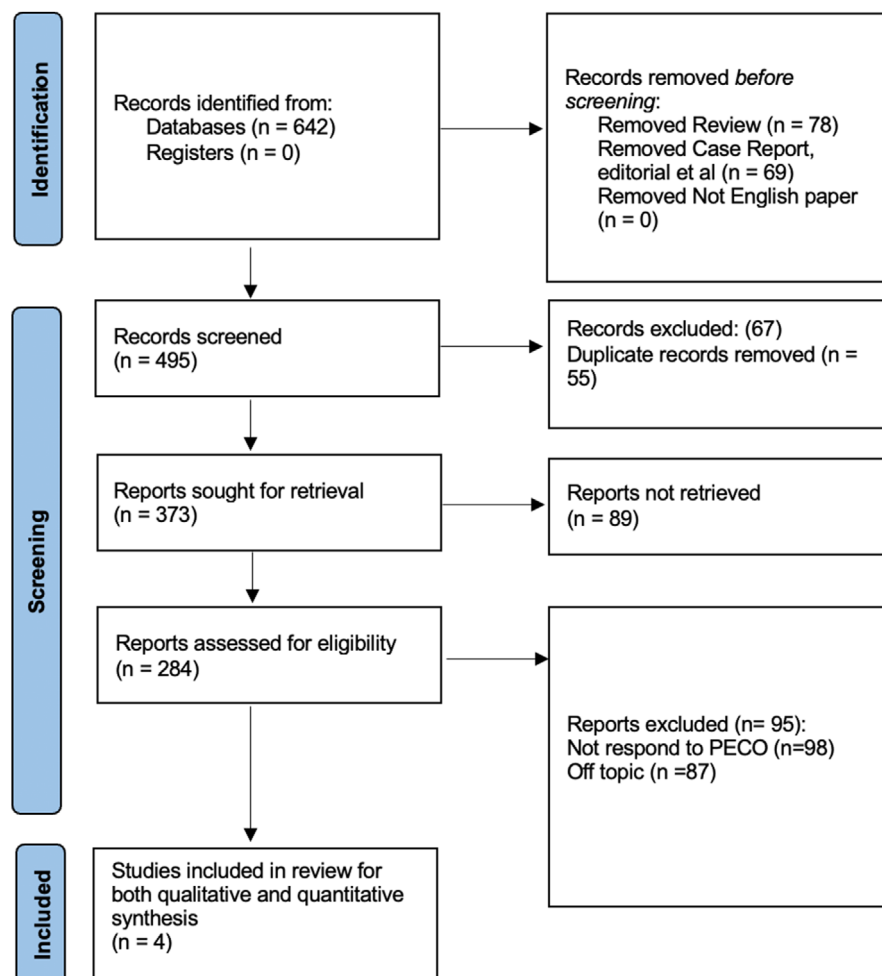 Identification
Records identified from:
Databases (n = 642)
Registers (n = 0)
Records removed before
screening:
Removed Review (n = 78)
Removed Case Report,
editorial et al (n = 69)
Removed Not English paper
(n = 0)
Screening
Records screened
(n = 495)
Records excluded: (67)
Duplicate records removed (n =
55)
Reports sought for retrieval
(n = 373)
Reports not retrieved
(n = 89)
Reports assessed for eligibility
(n = 284)
Reports excluded (n= 95):
Not respond to PECO (n=98)
Off topic (n =87)
Included
Studies included in review for
both qualitative and quantitative
synthesis
(n = 4)